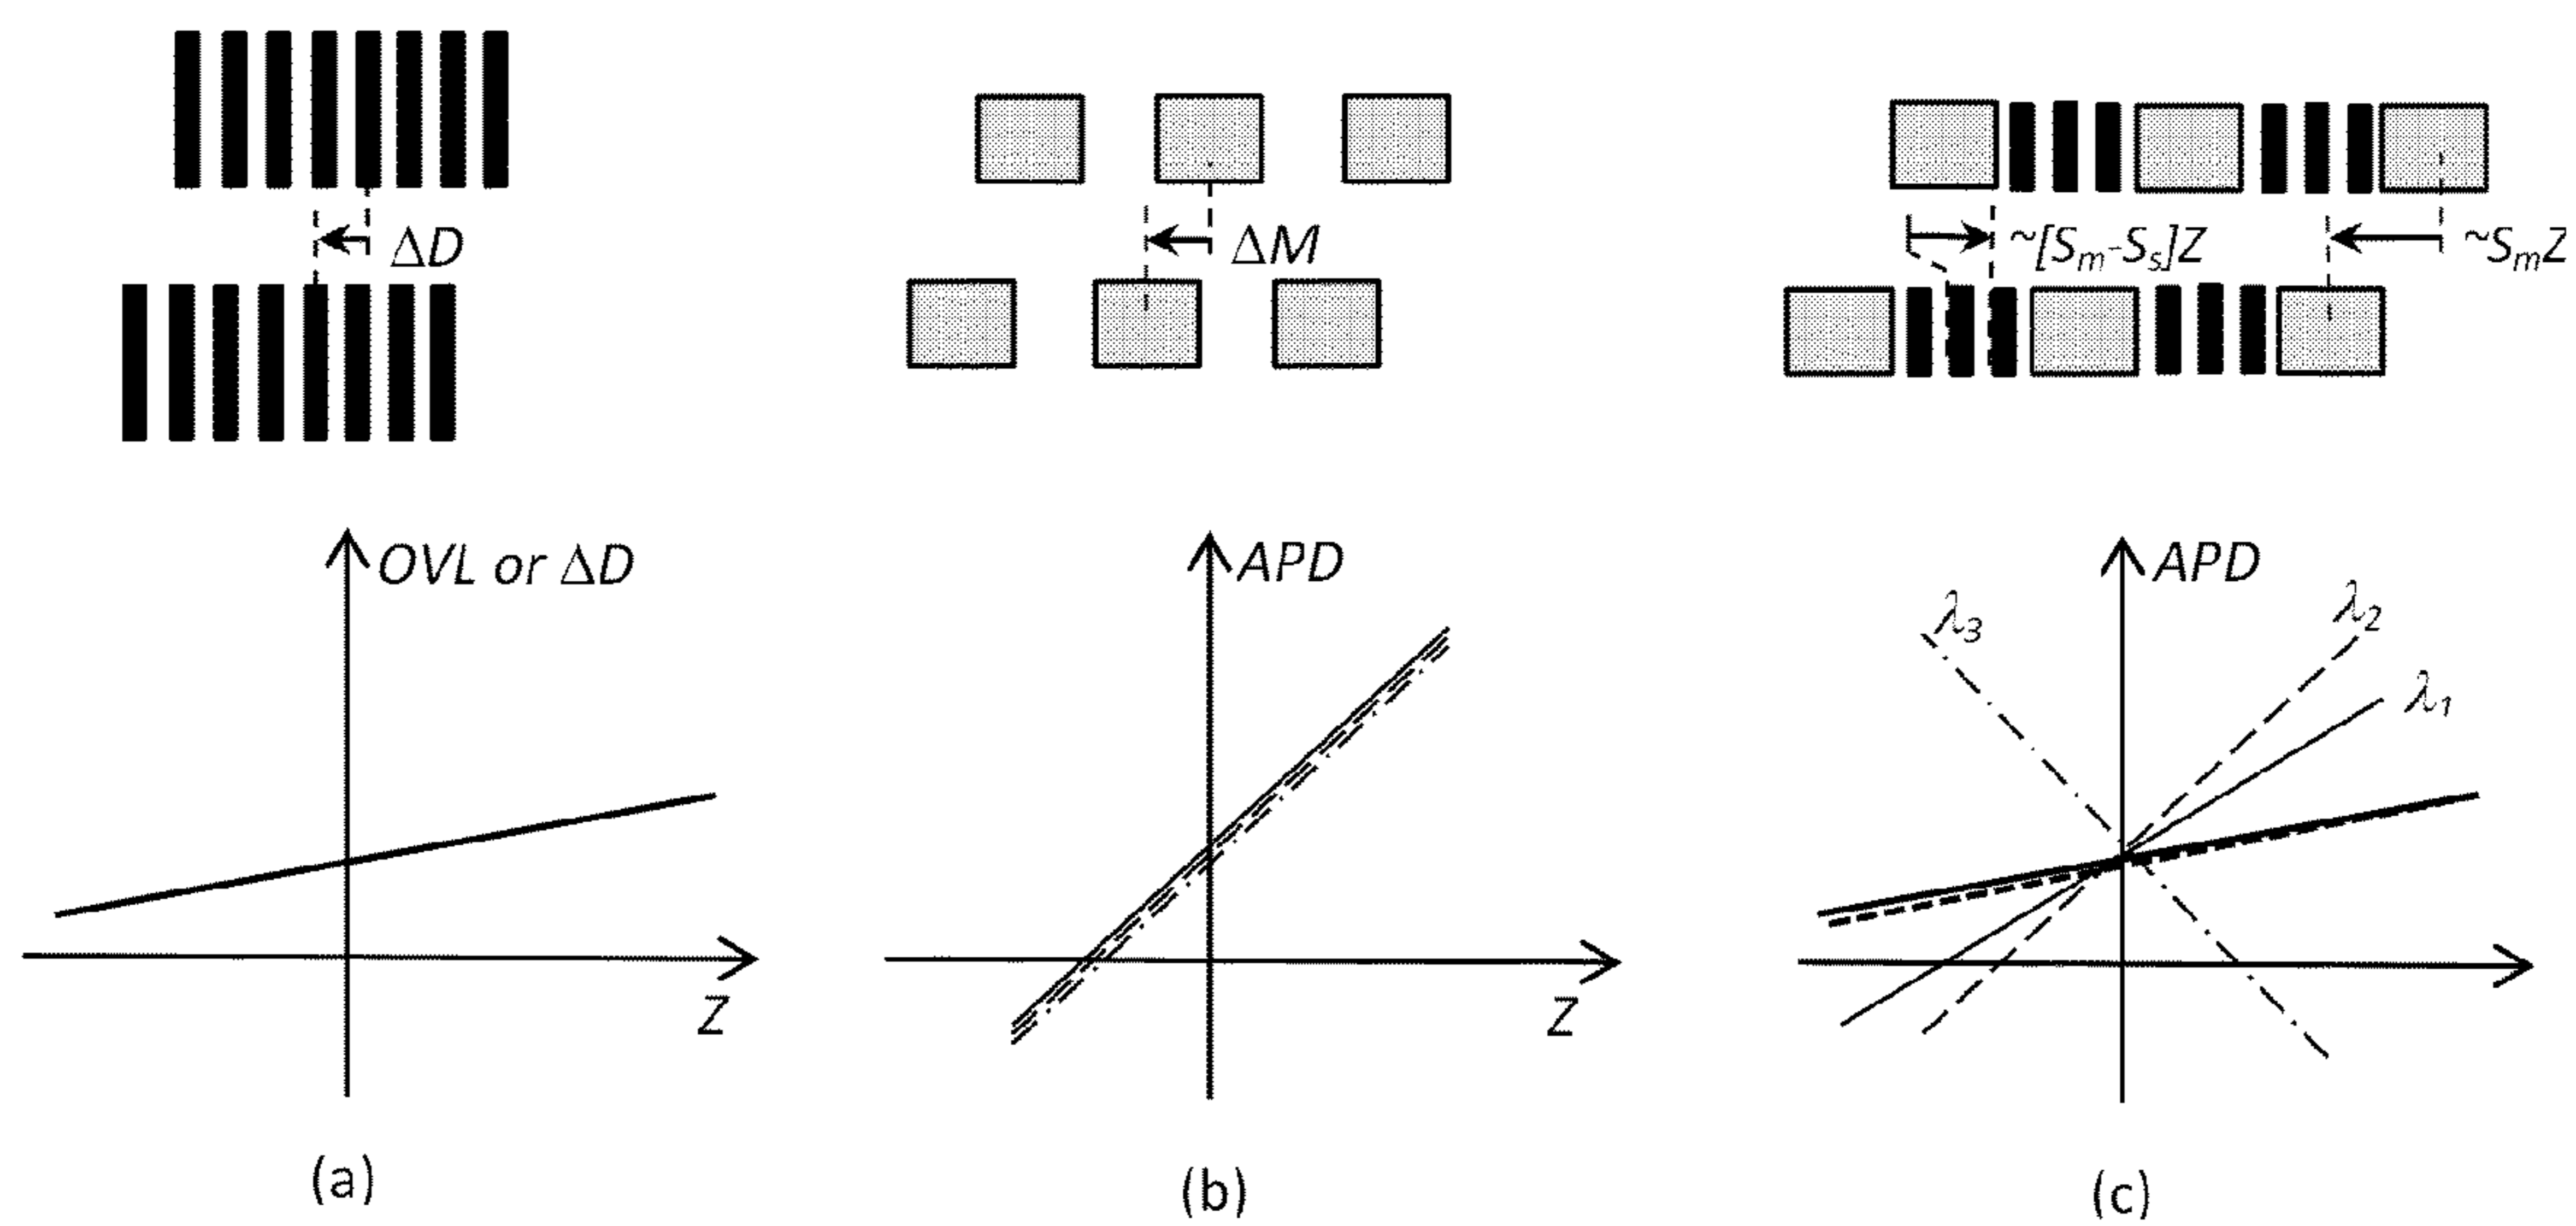 ΔD
ΔM
~[Sm-Ss]Z
~SmZ
OVL or ΔD
APD
APD
λ3
λ2
λ1
Z
Z
(a)
(b)
(c)